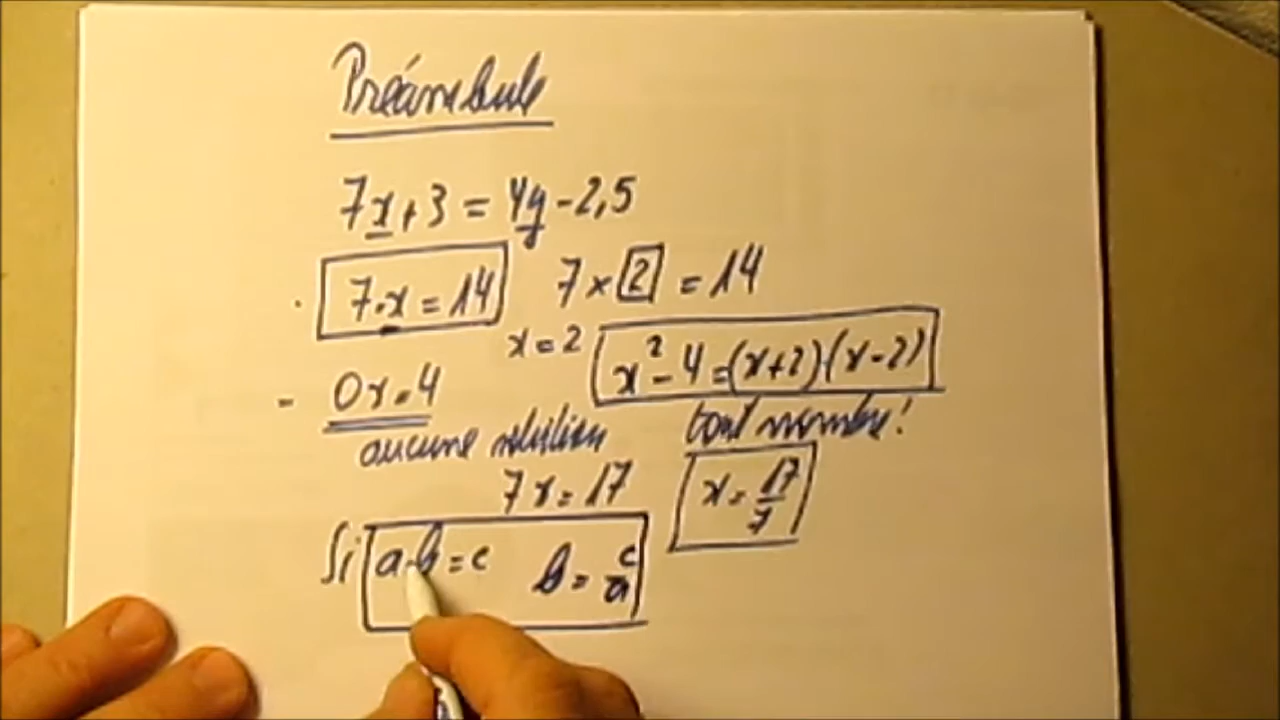 Préambule
7x+3 = 4y-2,5
7·x = 14 7 × 2 = 14
x = 2 x² - 4 = (x+2)·(x-2)
- 0x = 4
aucune solution tout nombre!
7x = 17 x = 17/7
Si a·b = c b = c/a